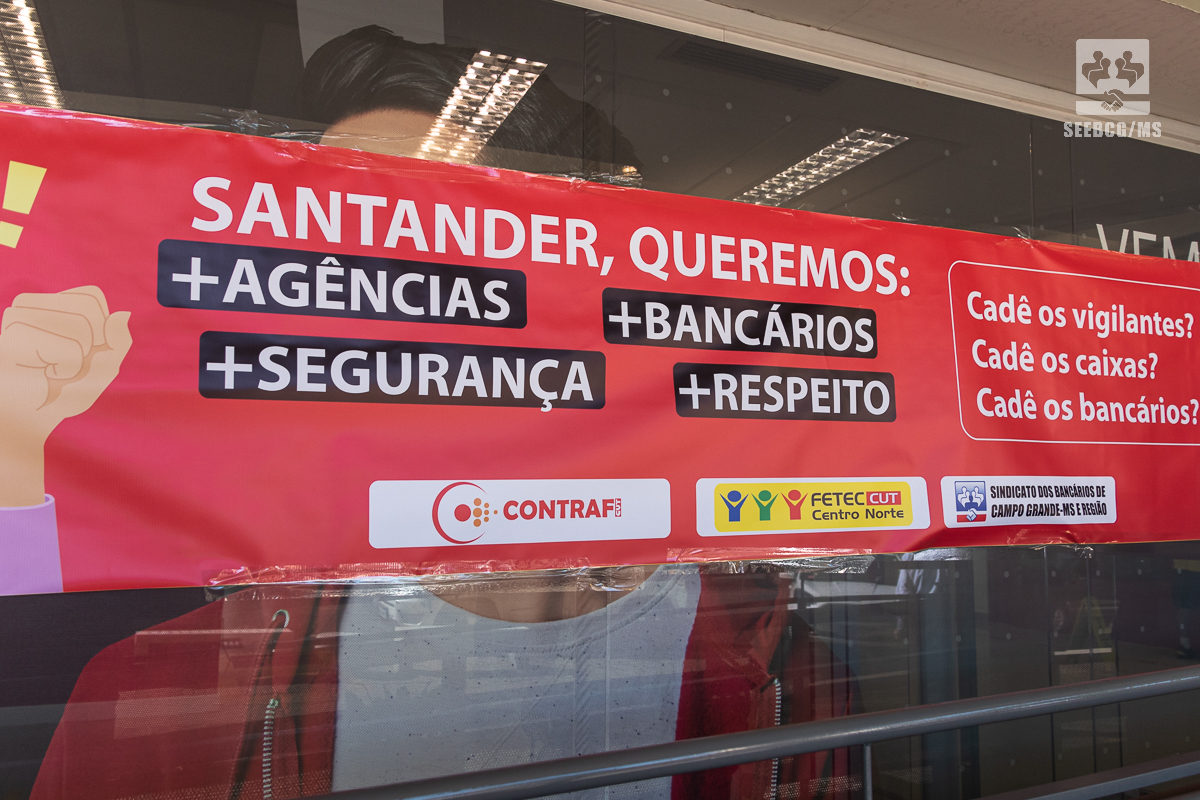 SEEBCG/MS
VEM
!
SANTANDER, QUEREMOS:
+AGÊNCIAS
+BANCÁRIOS
+SEGURANÇA
+RESPEITO
Cadê os vigilantes?
Cadê os caixas?
Cadê os bancários?
CONTRAF CUT
FETEC CUT
Centro Norte
SINDICATO DOS BANCÁRIOS DE
CAMPO GRANDE-MS E REGIÃO